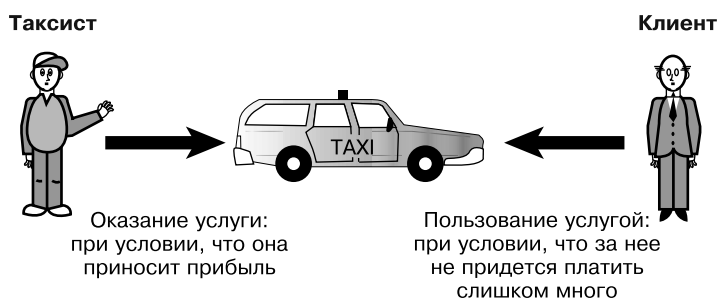 Таксист
Клиент
TAXI
Оказание услуги:
при условии, что она
приносит прибыль
Пользование услугой:
при условии, что за нее
не придется платить
слишком много